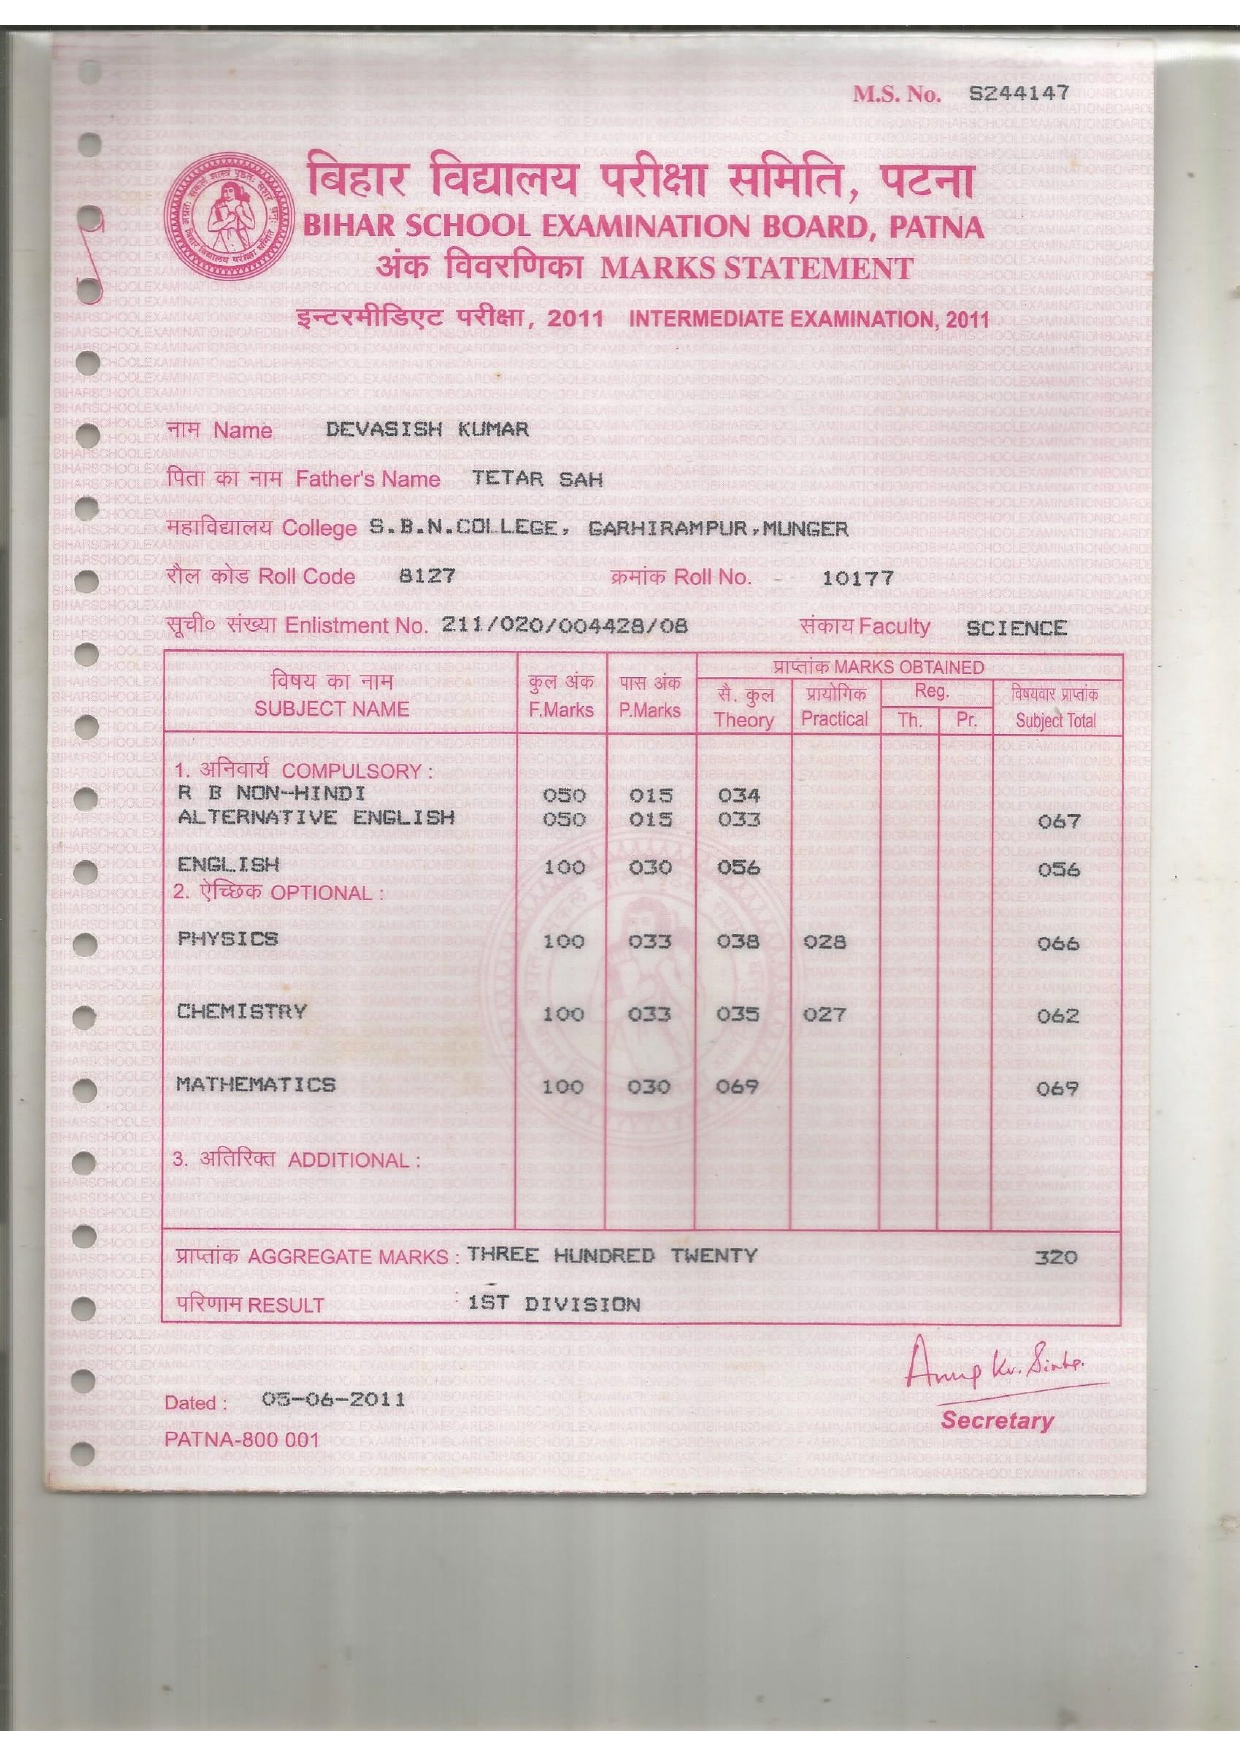 M.S. No. S244147
बिहार विद्यालय परीक्षा समिति, पटना
BIHAR SCHOOL EXAMINATION BOARD, PATNA
अंक विवरणिका MARKS STATEMENT
इन्टरमीडिएट परीक्षा, 2011 INTERMEDIATE EXAMINATION, 2011
नाम Name DEVASISH KUMAR
पिता का नाम Father's Name TETAR SAH
महाविद्यालय College S.B.N.COLLEGE, GARHIRAMPUR,MUNGER
रौल कोड Roll Code 8127 क्रमांक Roll No. 10177
सूची० संख्या Enlistment No. 211/020/004428/08 संकाय Faculty SCIENCE
विषय का नाम SUBJECT NAME कुल अंक F.Marks पास अंक P.Marks प्राप्तांक MARKS OBTAINED
सै. कुल Theory प्रायोगिक Practical Reg. Th. Pr. विषयवार प्राप्तांक Subject Total
1. अनिवार्य COMPULSORY :
R B NON-HINDI 050 015 034
ALTERNATIVE ENGLISH 050 015 033 067
ENGLISH 100 030 056 056
2. ऐच्छिक OPTIONAL :
PHYSICS 100 033 038 028 066
CHEMISTRY 100 033 035 027 062
MATHEMATICS 100 030 069 069
3. अतिरिक्त ADDITIONAL :
प्राप्तांक AGGREGATE MARKS : THREE HUNDRED TWENTY 320
परिणाम RESULT : 1ST DIVISION
Anup Kr. Sinha.
Dated : 05-06-2011
Secretary
PATNA-800 001